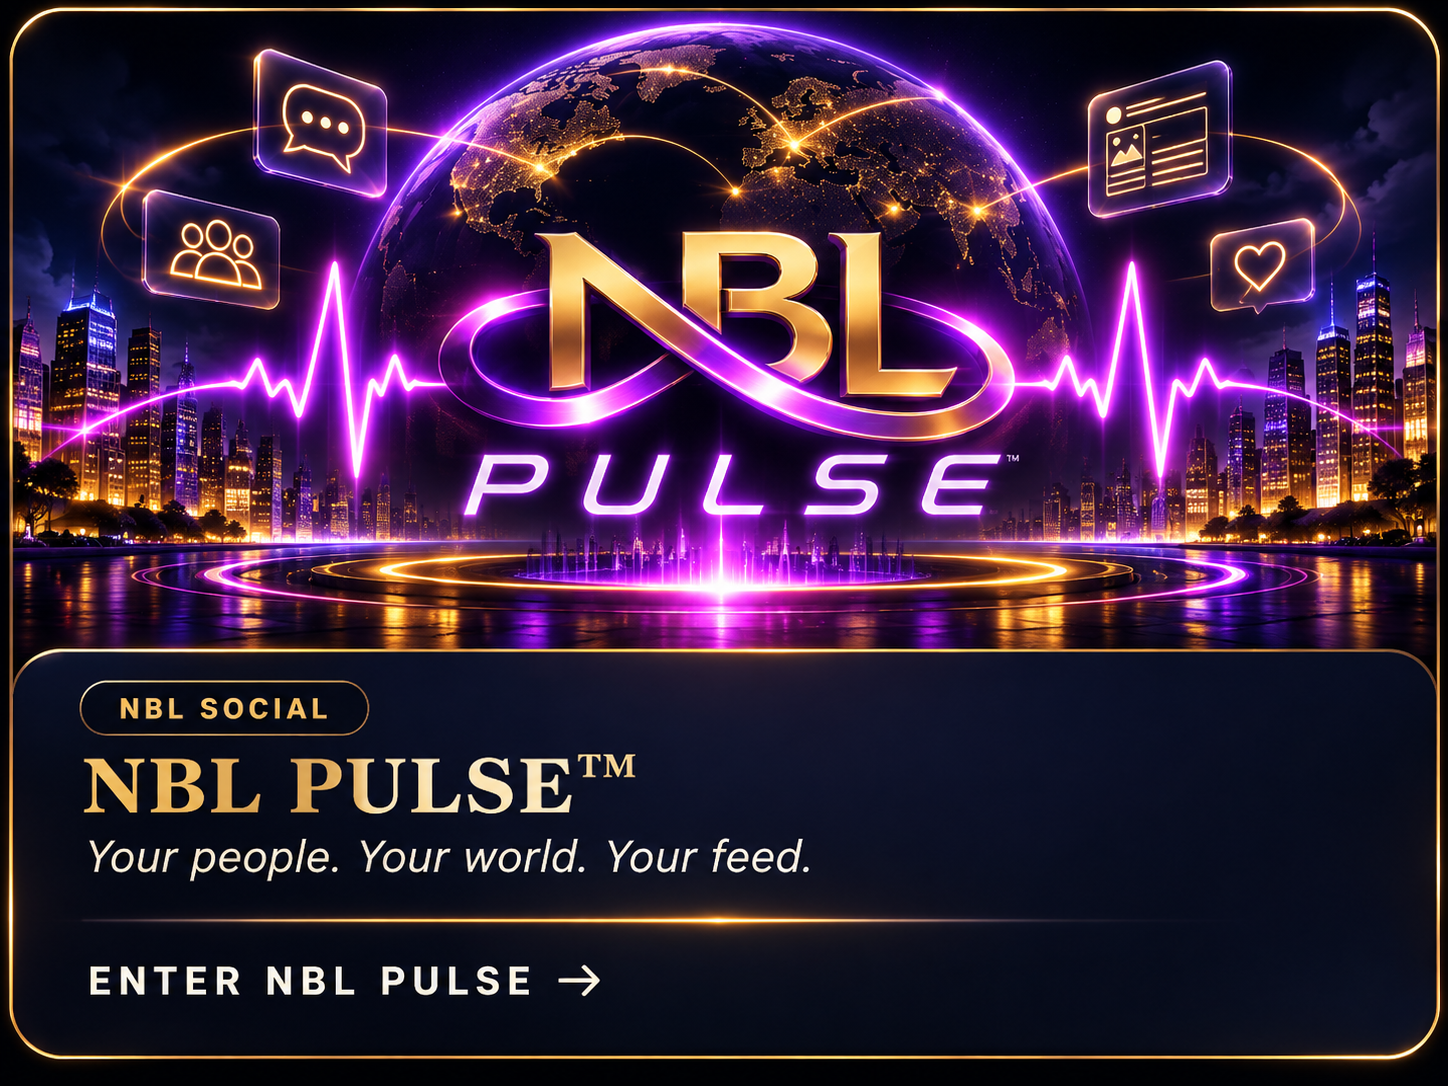 NBL
PULSE™
NBL SOCIAL
NBL PULSE™
Your people. Your world. Your feed.
ENTER NBL PULSE →